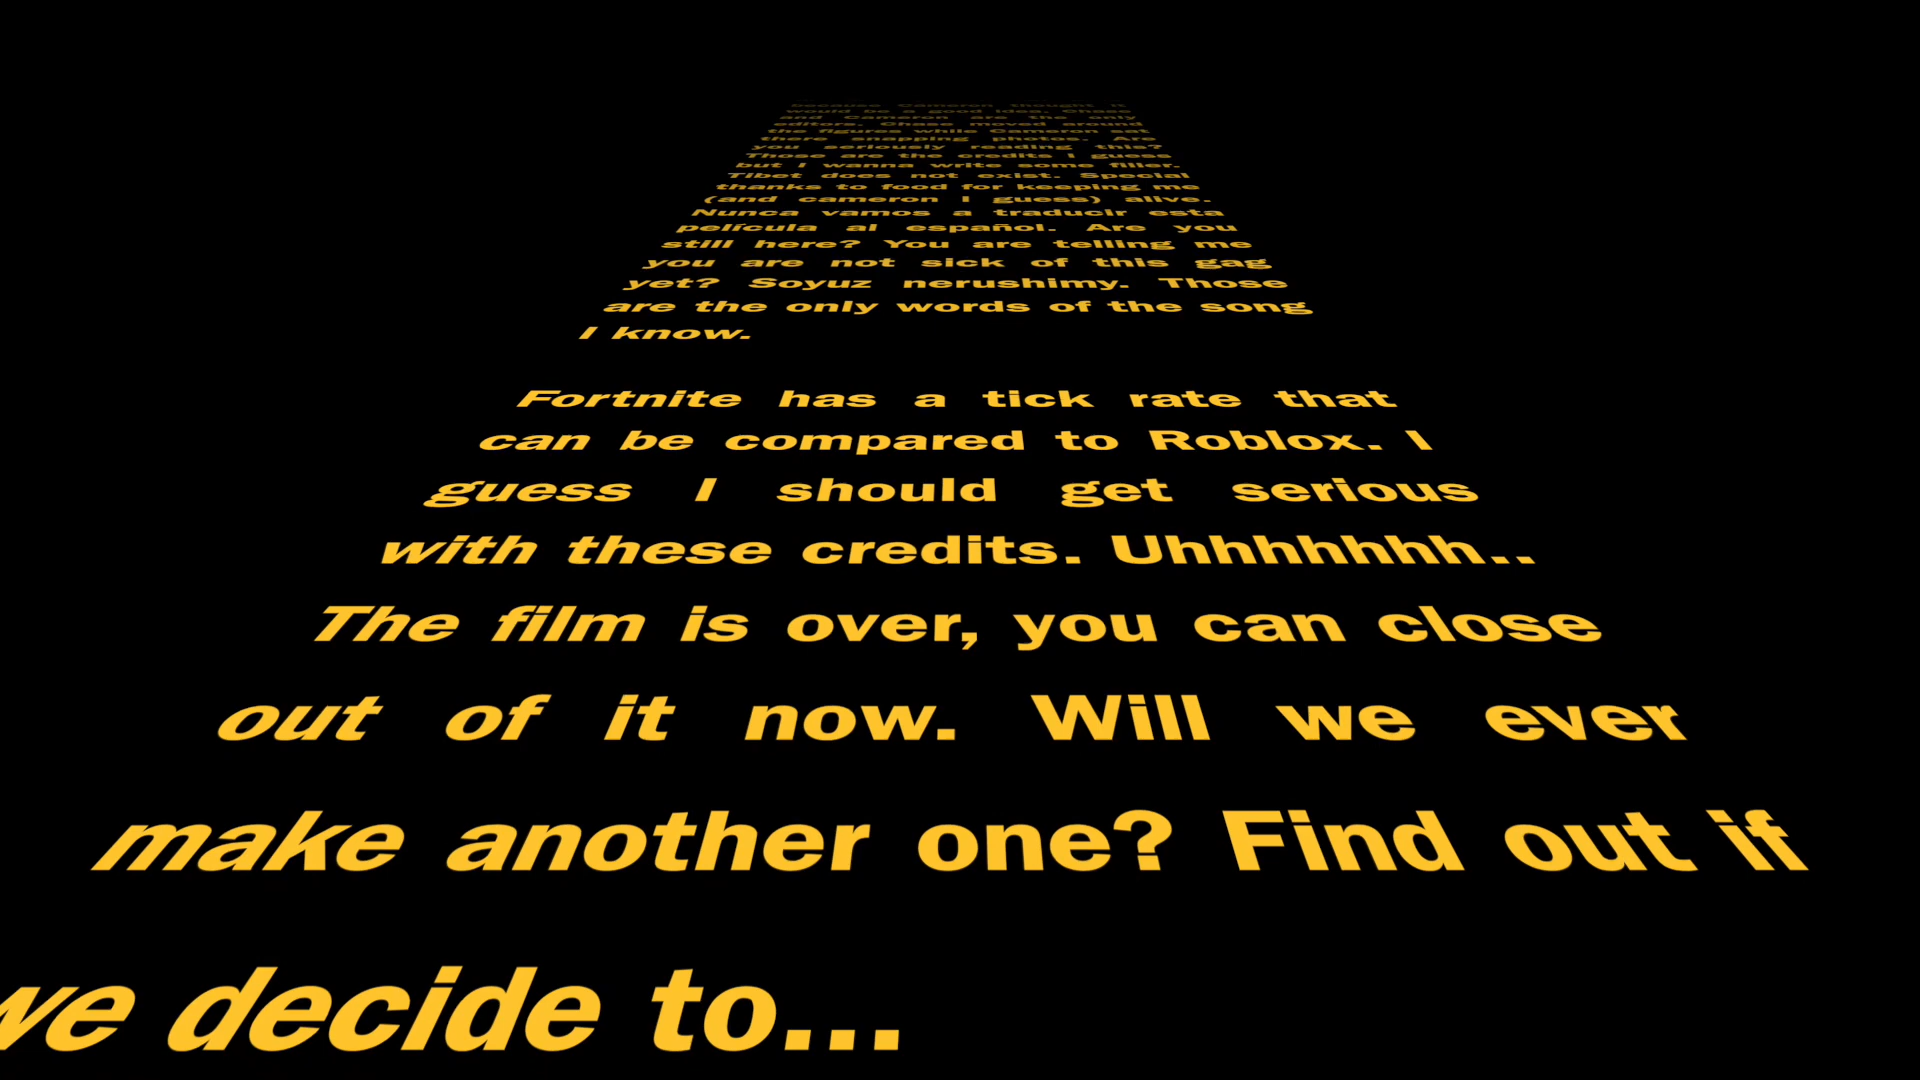 because Cameron thought it
would be a good idea. Chase
and Cameron are the only
editors. Chase moved around
the figures while Cameron sat
there snapping photos. Are
you seriously reading this?
Those are the credits I guess
but I wanna write some filler.
Tibet does not exist. Special
thanks to food for keeping me
(and cameron I guess) alive.
Nunca vamos a traducir esta
película al español. Are you
still here? You are telling me
you are not sick of this gag
yet? Soyuz nerushimy. Those
are the only words of the song
I know.
Fortnite has a tick rate that
can be compared to Roblox. I
guess I should get serious
with these credits. Uhhhhhhh..
The film is over, you can close
out of it now. Will we ever
make another one? Find out if
we decide to...